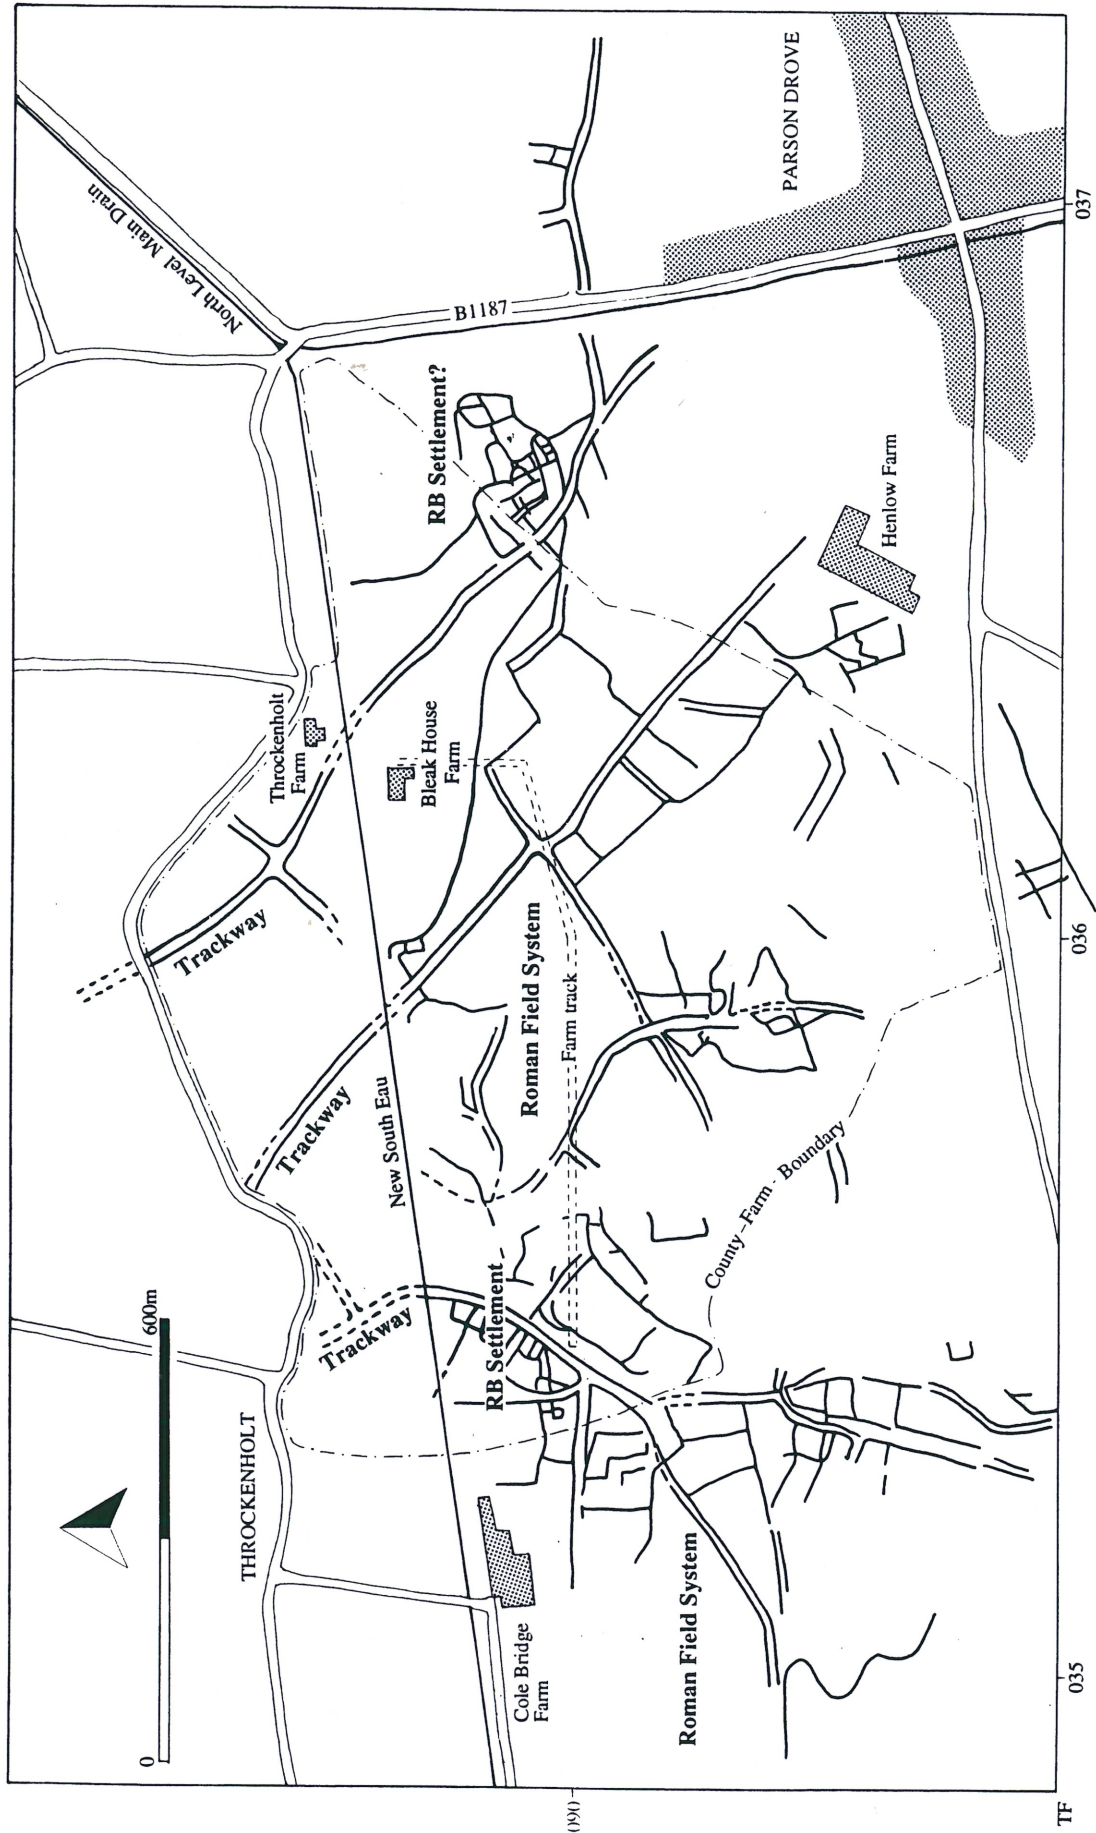 THROCKENHOLT
0
600m
Cole Bridge
Farm
Trackway
RB Settlement
Roman Field System
Trackway
New South Eau
Trackway
Roman Field System
Farm track
County Farm Boundary
Throckenholt
Farm
Bleak House
Farm
RB Settlement?
North Level Main Drain
B1187
Henlow Farm
PARSON DROVE
090
TF
035
036
037